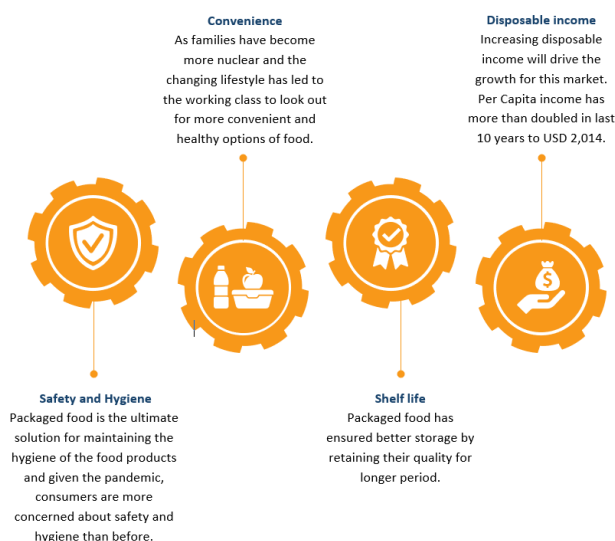 Convenience
As families have become
more nuclear and the
changing lifestyle has led to
the working class to look out
for more convenient and
healthy options of food.
Disposable income
Increasing disposable
income will drive the
growth for this market.
Per Capita income has
more than doubled in last
10 years to USD 2,014.
$
Safety and Hygiene
Packaged food is the ultimate
solution for maintaining the
hygiene of the food products
and given the pandemic,
consumers are more
concerned about safety and
hygiene than before.
Shelf life
Packaged food has
ensured better storage by
retaining their quality for
longer period.